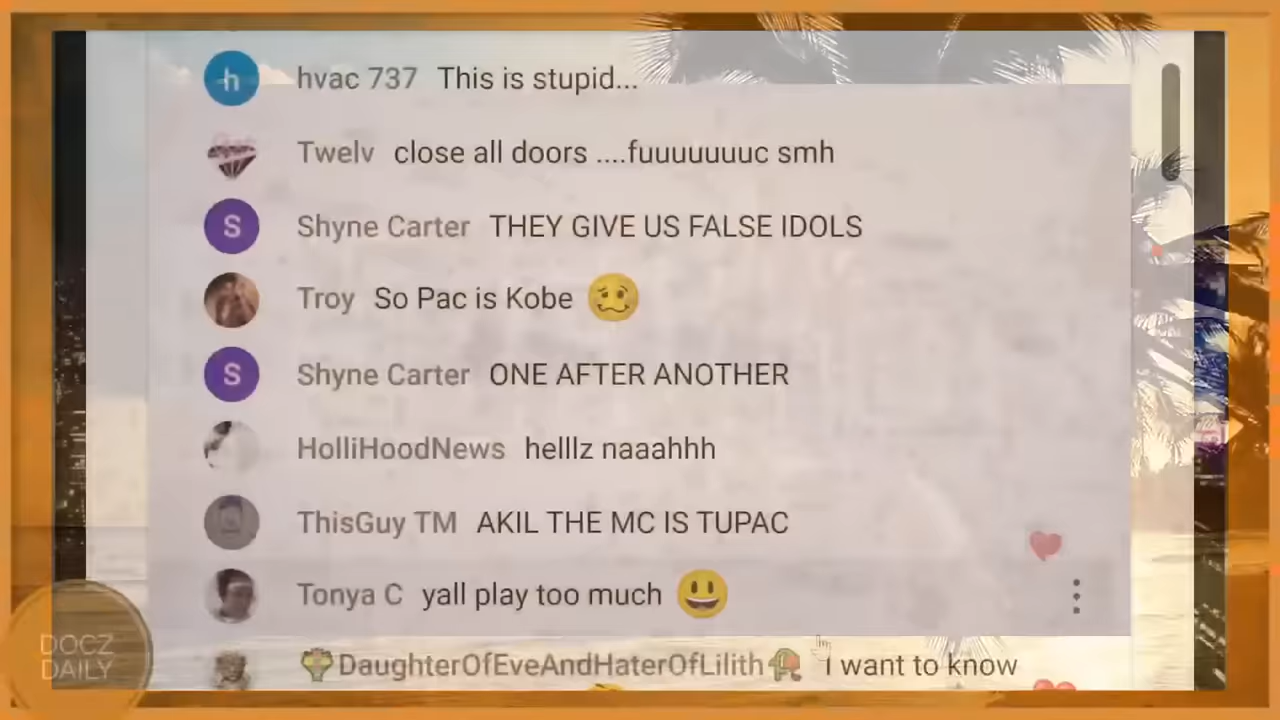 hvac 737 This is stupid...
Twelv close all doors ....fuuuuuuuc smh
S Shyne Carter THEY GIVE US FALSE IDOLS
Troy So Pac is Kobe 🥴
S Shyne Carter ONE AFTER ANOTHER
HolliHoodNews helllz naaahhh
ThisGuy TM AKIL THE MC IS TUPAC
Tonya C yall play too much 😃
DaughterOfEveAndHaterOfLilith I want to know
DOCZ
DAILY